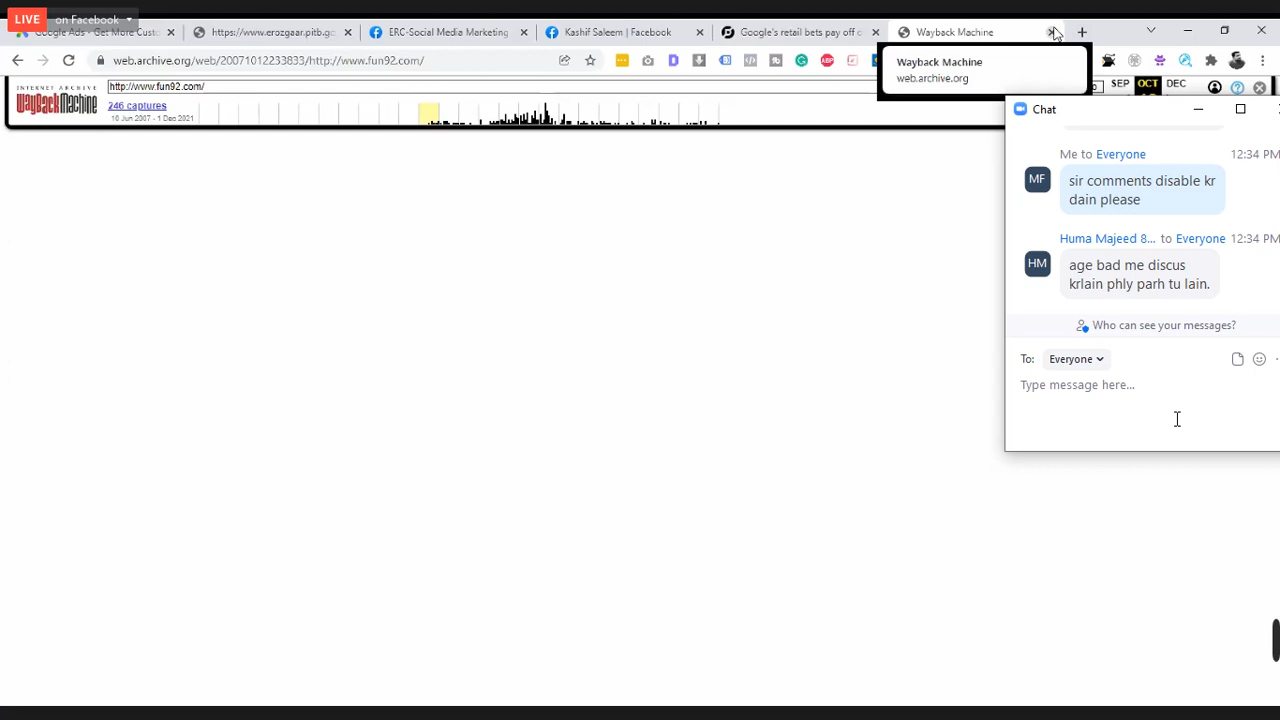 LIVE on Facebook
Google Ads - Get More Custo
https://www.erozgaar.pitb.gc
ERC-Social Media Marketing
Kashif Saleem | Facebook
Google's retail bets pay off c
Wayback Machine
web.archive.org/web/20071012233833/http://www.fun92.com/
Wayback Machine
web.archive.org
INTERNET ARCHIVE
WayBackMachine
http://www.fun92.com/
SEP OCT DEC
246 captures
10 Jun 2007 - 1 Dec 2021
Chat
Me to Everyone 12:34 PM
MF
sir comments disable kr
dain please
Huma Majeed 8... to Everyone 12:34 PM
HM
age bad me discus
krlain phly parh tu lain.
Who can see your messages?
To: Everyone
Type message here...